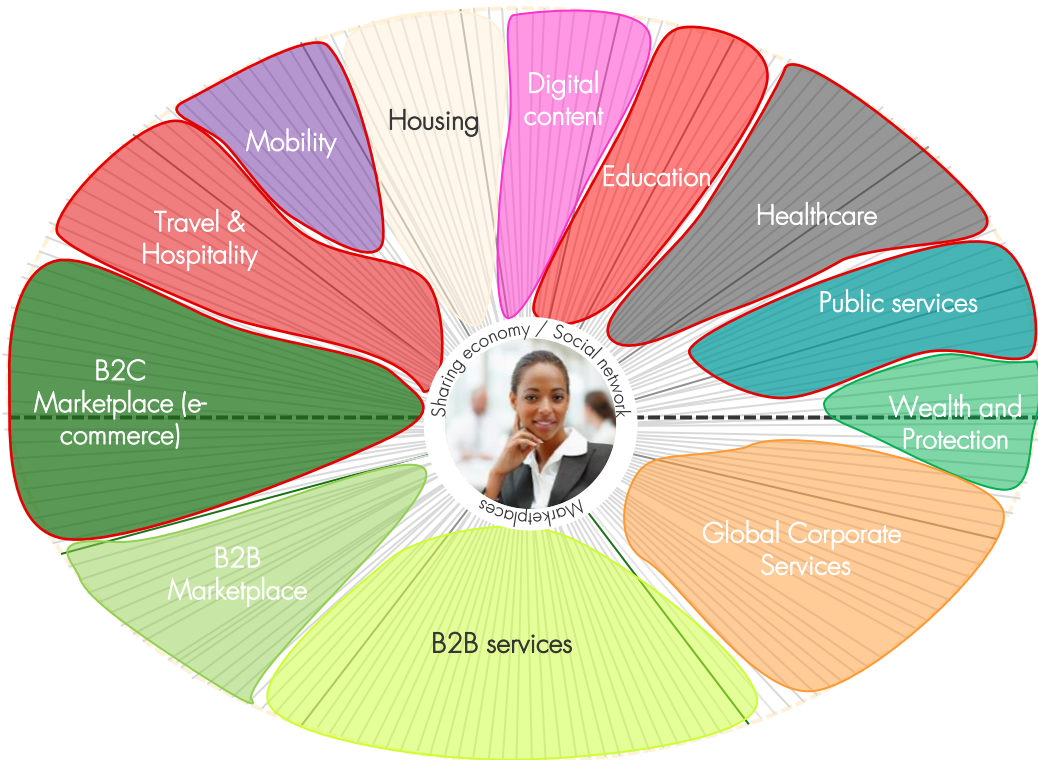 Digital
content
Housing
Education
Mobility
Healthcare
Travel &
Hospitality
Public services
B2C
Marketplace (e-
commerce)
Sharing economy / Social network
Marketplaces
Wealth and
Protection
Global Corporate
Services
B2B
Marketplace
B2B services